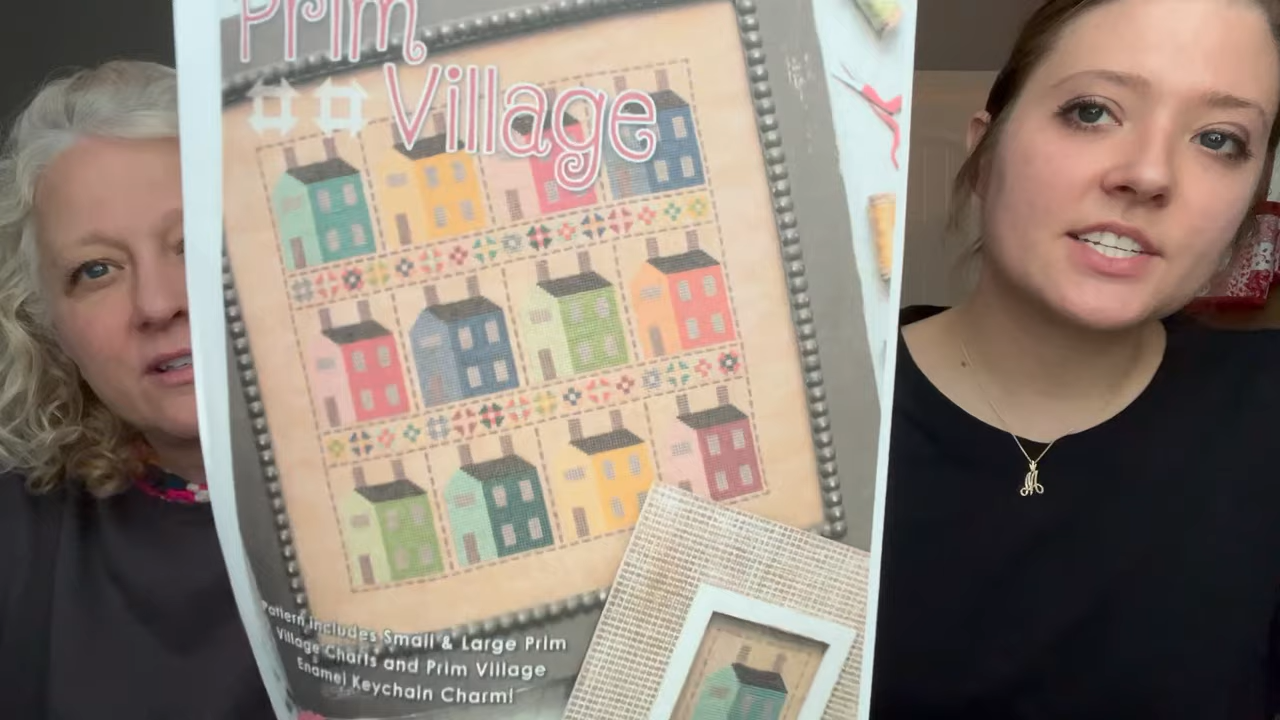 Prim
Village
Pattern includes Small & Large Prim
Village Charts and Prim Village
Enamel Keychain Charm!